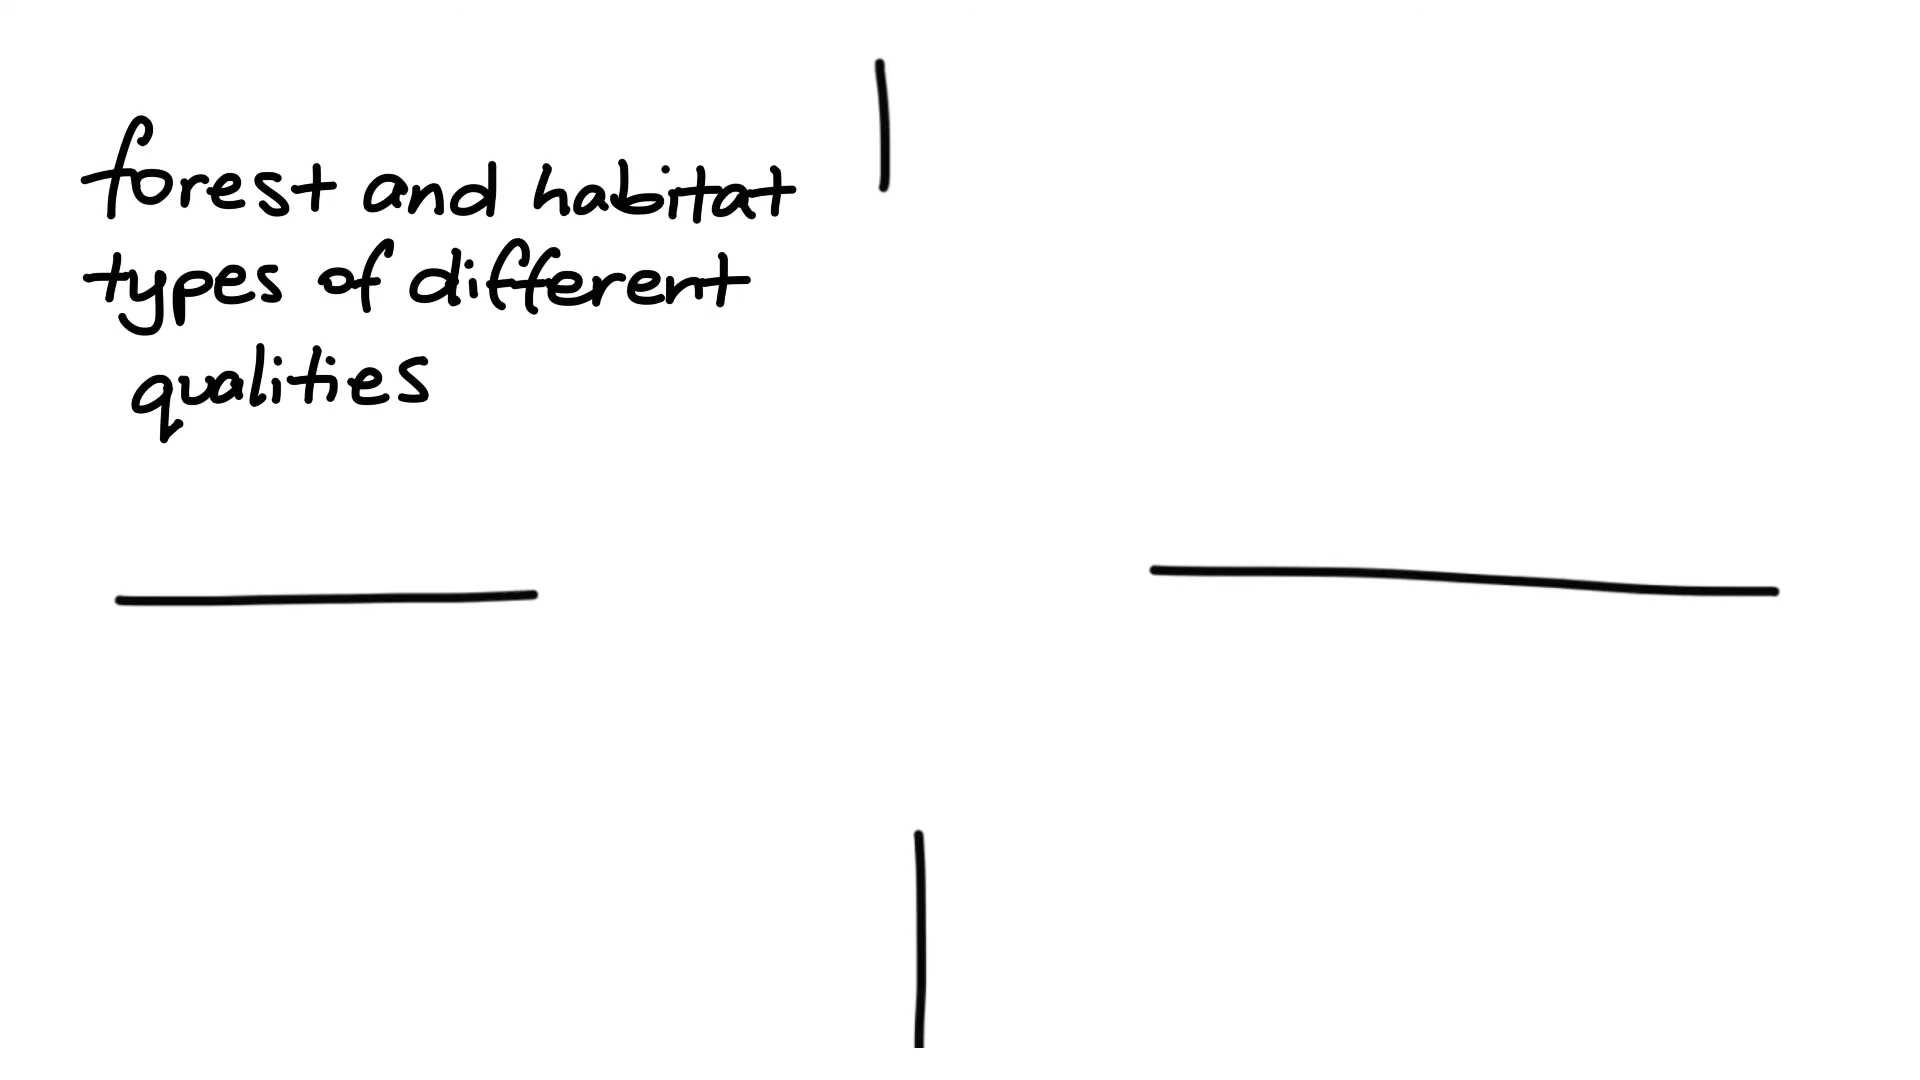 forest and habitat
types of different
qualities